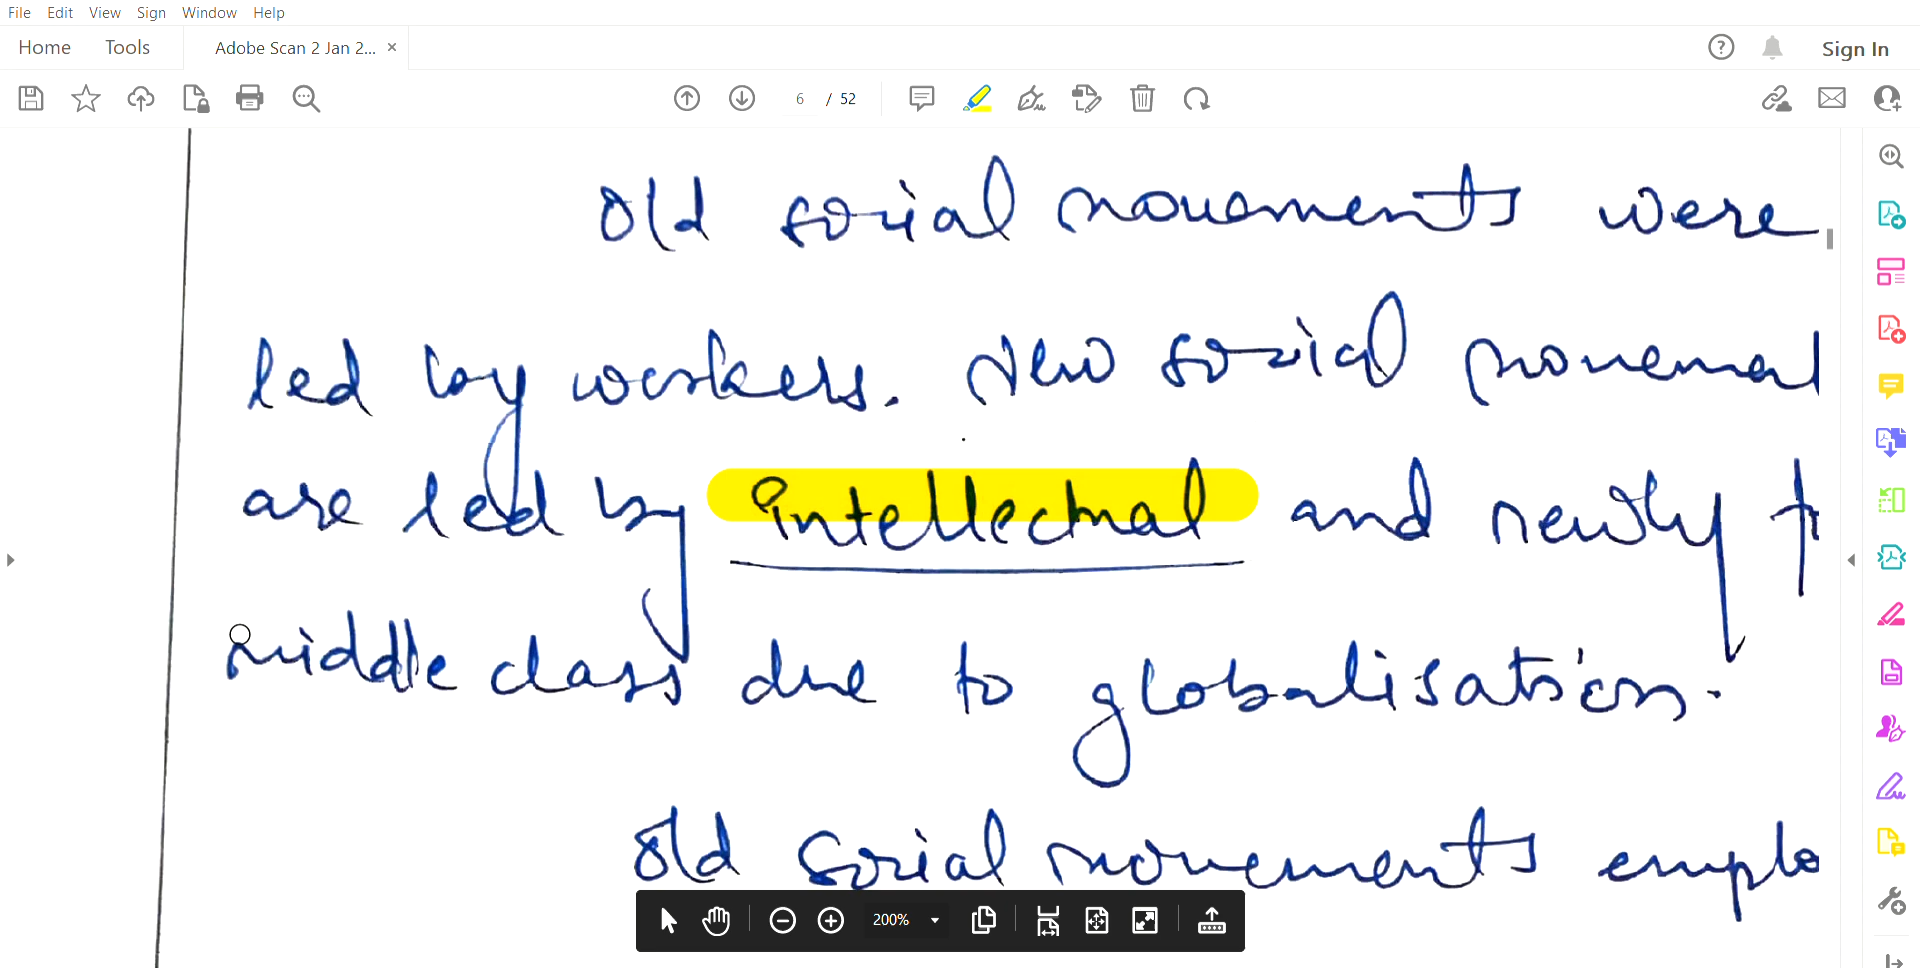 File Edit View Sign Window Help
Home Tools Adobe Scan 2 Jan 2... × Sign In
6 / 52
old social movements were
led by workers. New social movemen
are led by intellectual and newly
middle class due to globalisation.
old social movements emplo
200%